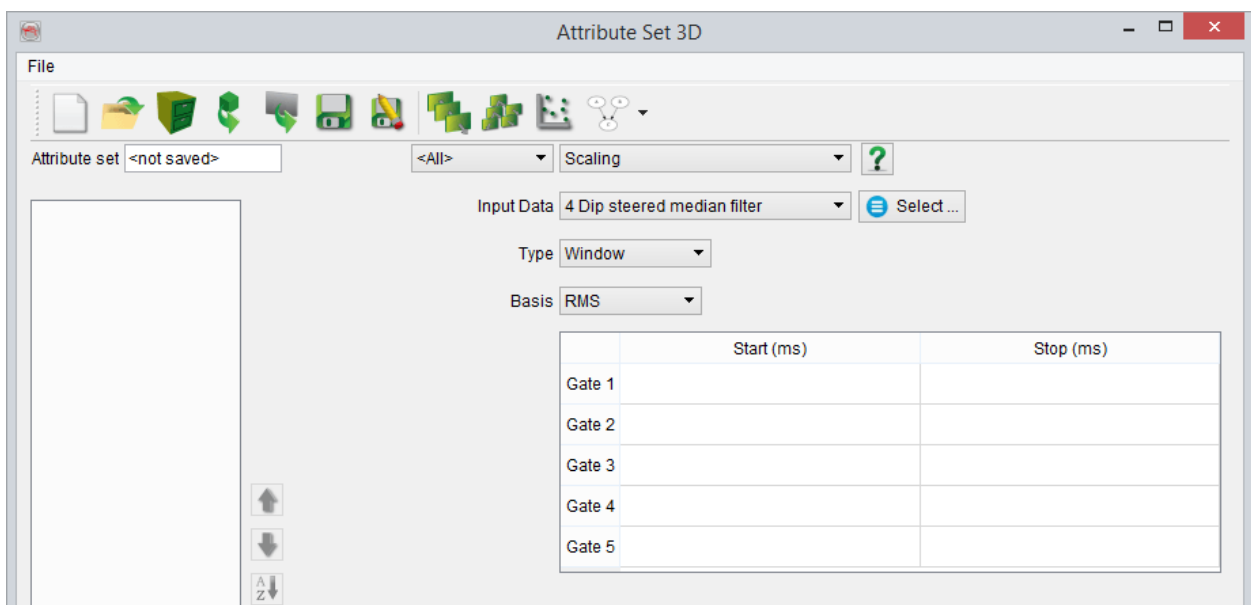 Attribute Set 3D
File
Attribute set <not saved> <All> Scaling ?
Input Data 4 Dip steered median filter Select ...
Type Window
Basis RMS
Start (ms) Stop (ms)
Gate 1
Gate 2
Gate 3
Gate 4
Gate 5
A
Z